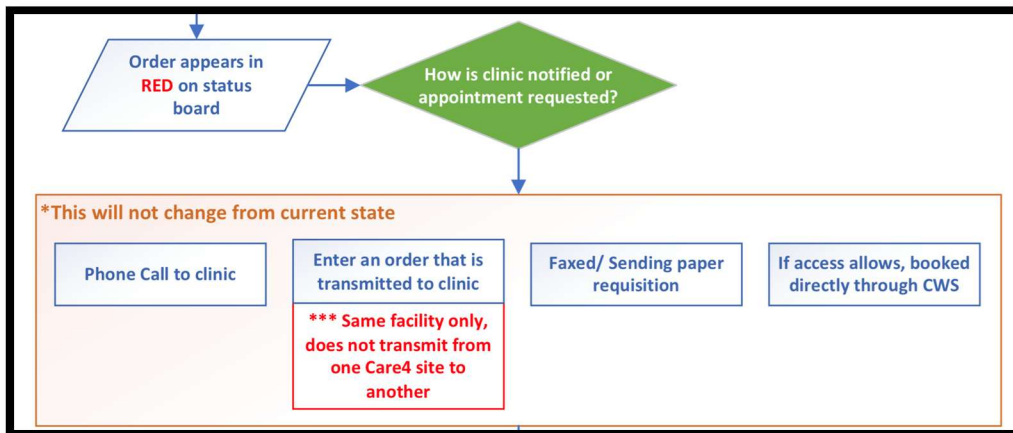 Order appears in
RED on status
board
How is clinic notified or
appointment requested?
*This will not change from current state
Phone Call to clinic
Enter an order that is
transmitted to clinic
*** Same facility only,
does not transmit from
one Care4 site to
another
Faxed/ Sending paper
requisition
If access allows, booked
directly through CWS